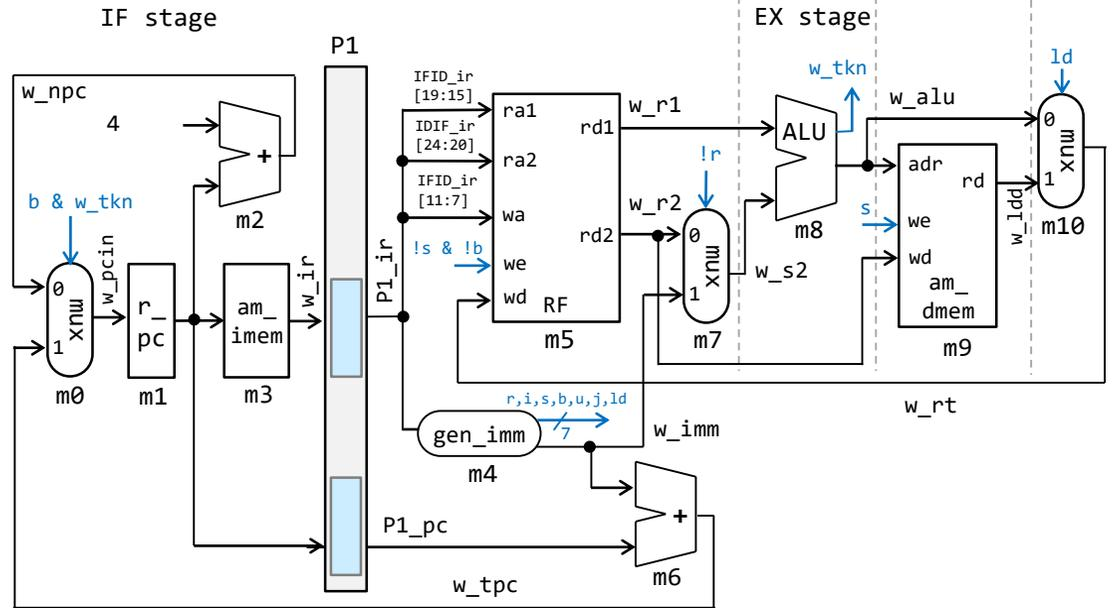 IF stage
EX stage
P1
ld
w_npc
4
+
m2
b & w_tkn
0
1
mux
m0
w_pcin
r_
pc
m1
am_
imem
m3
w_ir
P1_ir
IFID_ir
[19:15]
IDIF_ir
[24:20]
IFID_ir
[11:7]
!s & !b
ra1
ra2
wa
we
wd
rd1
rd2
RF
m5
w_r1
w_r2
!r
0
1
mux
m7
w_s2
ALU
m8
w_tkn
w_alu
s
adr
rd
we
wd
am_
dmem
m9
w_ldd
0
1
mux
m10
w_rt
r,i,s,b,u,j,ld
7
gen_imm
m4
w_imm
P1_pc
+
m6
w_tpc